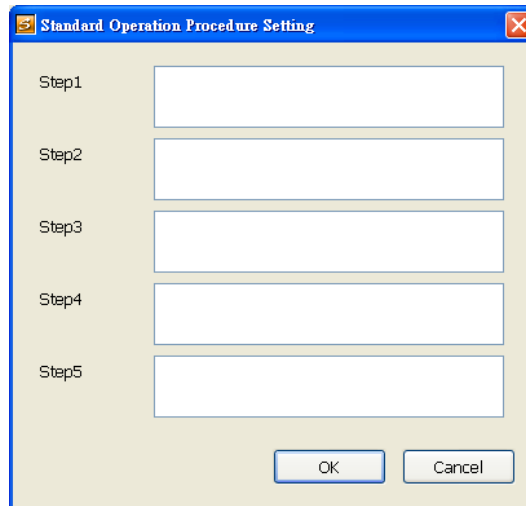 Standard Operation Procedure Setting
Step1
Step2
Step3
Step4
Step5
OK Cancel